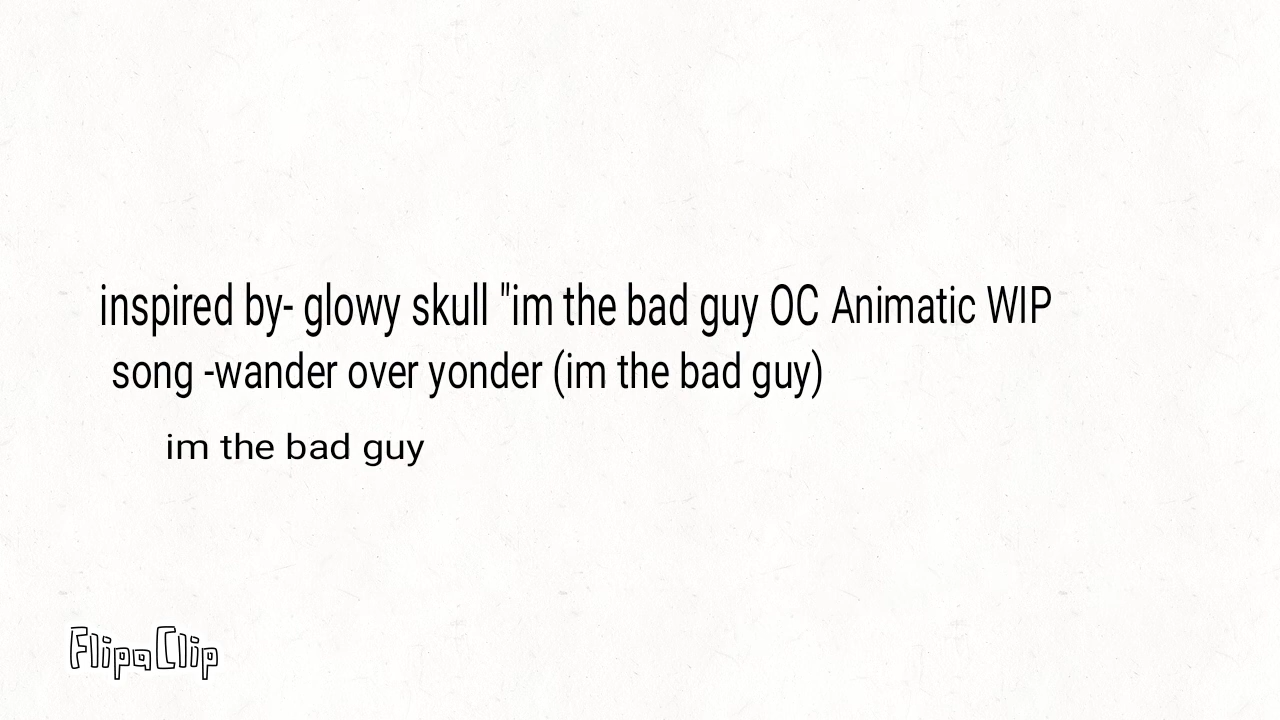 inspired by- glowy skull "im the bad guy OC Animatic WIP
song -wander over yonder (im the bad guy)
im the bad guy
FlipaClip